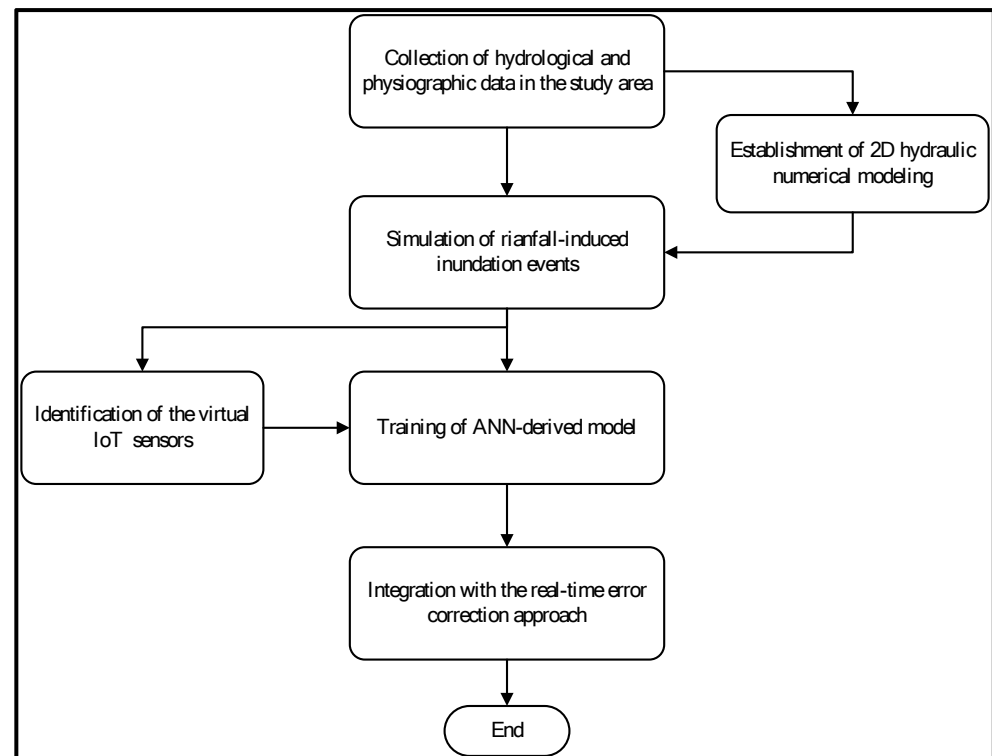 Collection of hydrological and
physiographic data in the study area
Establishment of 2D hydraulic
numerical modeling
Simulation of rianfall-induced
inundation events
Identification of the virtual
IoT sensors
Training of ANN-derived model
Integration with the real-time error
correction approach
End